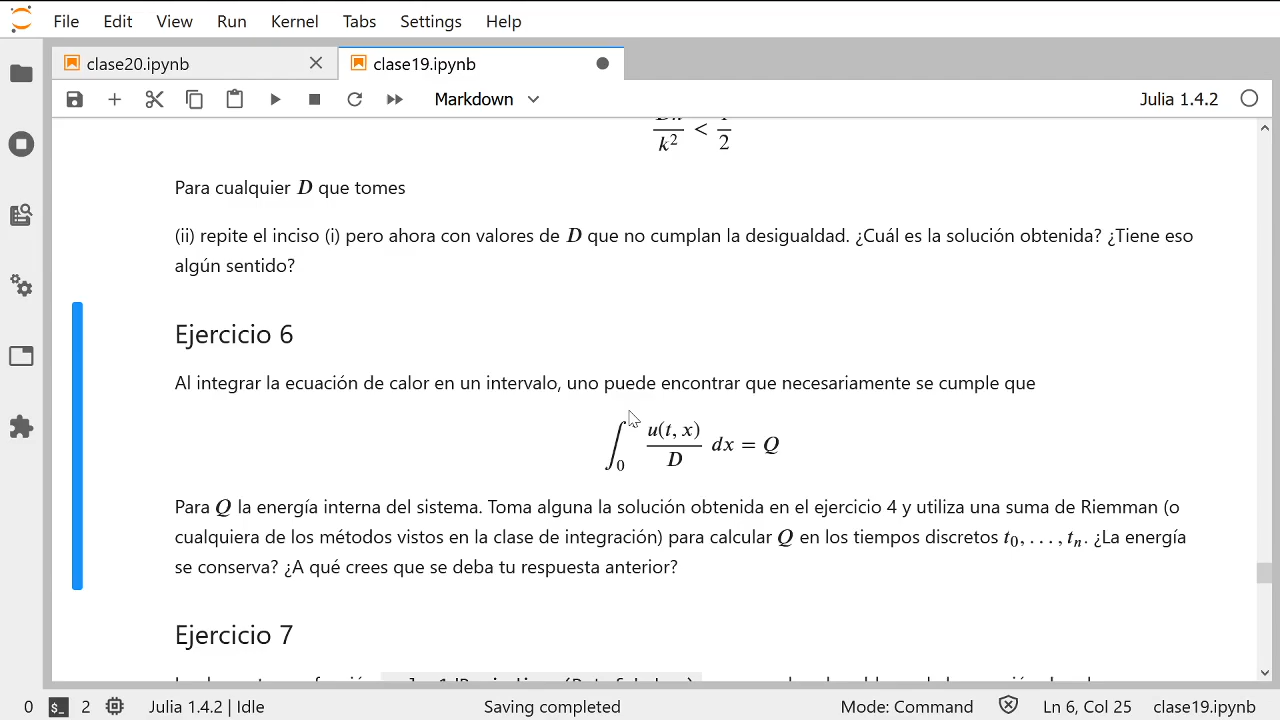 File Edit View Run Kernel Tabs Settings Help
clase20.ipynb clase19.ipynb
Markdown Julia 1.4.2
k² < 2
Para cualquier D que tomes
(ii) repite el inciso (i) pero ahora con valores de D que no cumplan la desigualdad. ¿Cuál es la solución obtenida? ¿Tiene eso
algún sentido?
Ejercicio 6
Al integrar la ecuación de calor en un intervalo, uno puede encontrar que necesariamente se cumple que
∫₀ u(t, x)/D dx = Q
Para Q la energía interna del sistema. Toma alguna la solución obtenida en el ejercicio 4 y utiliza una suma de Riemman (o
cualquiera de los métodos vistos en la clase de integración) para calcular Q en los tiempos discretos t₀, . . . , tₙ. ¿La energía
se conserva? ¿A qué crees que se deba tu respuesta anterior?
Ejercicio 7
0 $_ 2 Julia 1.4.2 | Idle Saving completed Mode: Command Ln 6, Col 25 clase19.ipynb